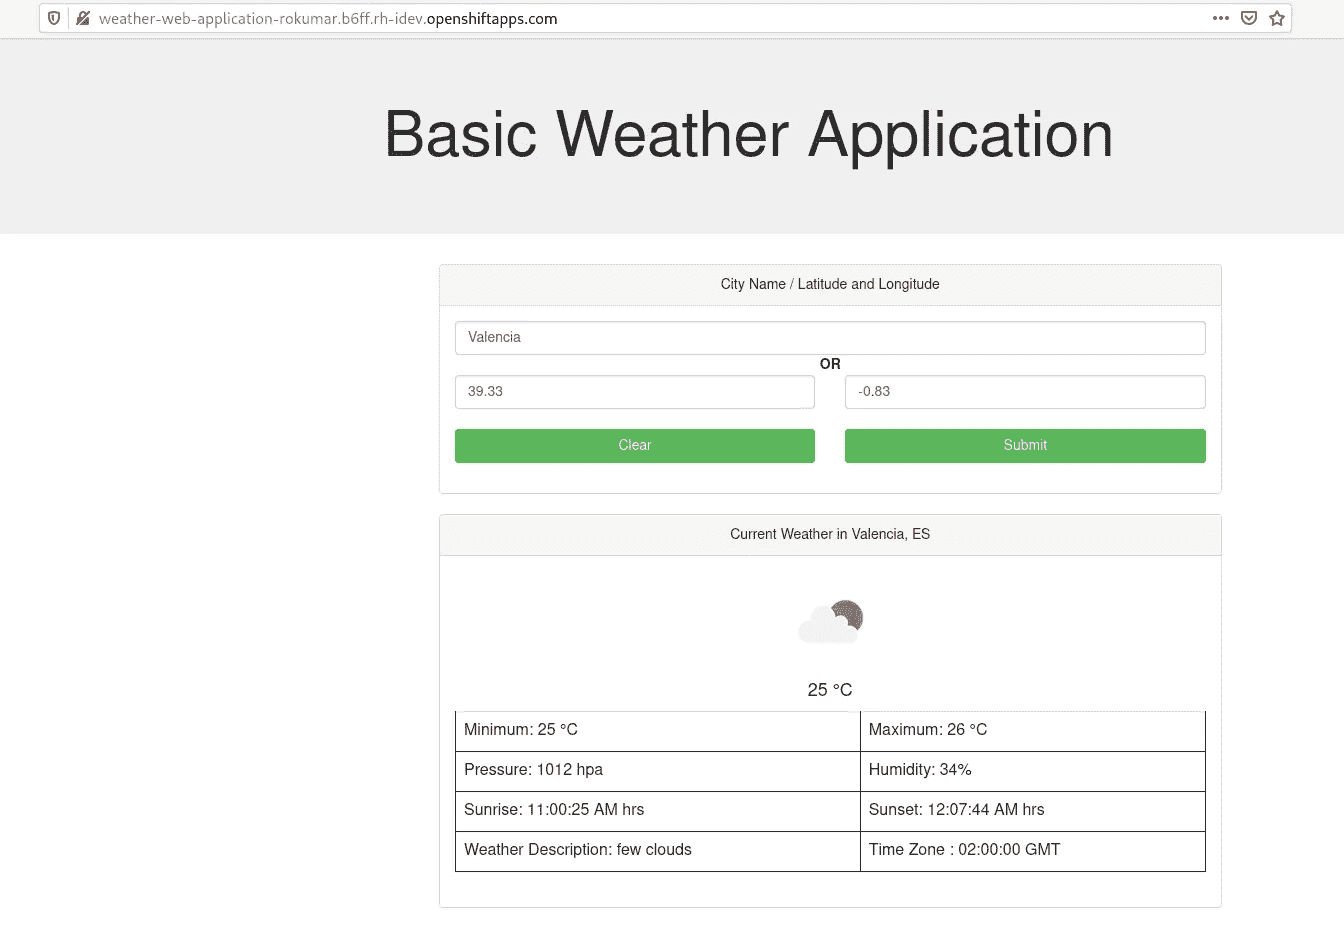 weather-web-application-rokumar.b6ff.rh-idev.openshiftapps.com
Basic Weather Application
City Name / Latitude and Longitude
Valencia
OR
39.33 -0.83
Clear Submit
Current Weather in Valencia, ES
25 °C
Minimum: 25 °C Maximum: 26 °C
Pressure: 1012 hpa Humidity: 34%
Sunrise: 11:00:25 AM hrs Sunset: 12:07:44 AM hrs
Weather Description: few clouds Time Zone : 02:00:00 GMT